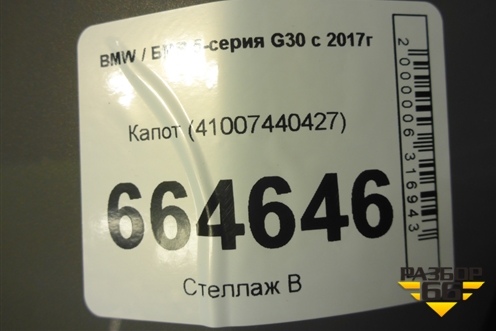 BMW / БМВ 5-серия G30 с 2017г
Капот (41007440427)
664646
Стеллаж В
2000006316943
РАЗБОР
66